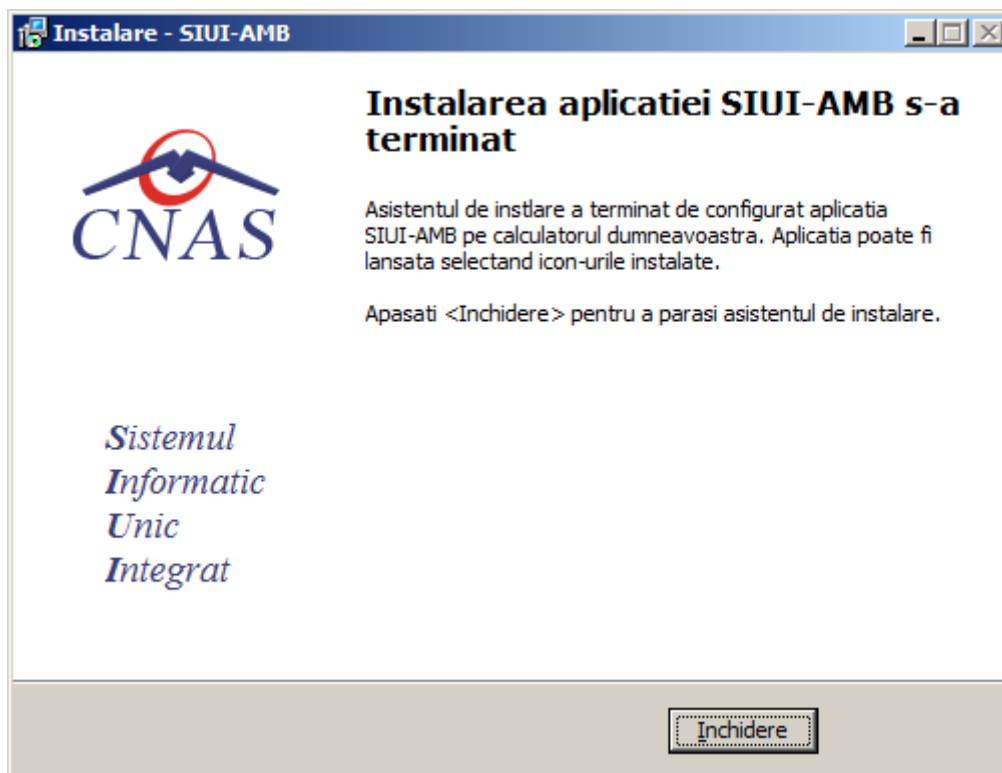 Instalare - SIUI-AMB
Instalarea aplicatiei SIUI-AMB s-a
terminat
CNAS
Asistentul de instlare a terminat de configurat aplicatia
SIUI-AMB pe calculatorul dumneavoastra. Aplicatia poate fi
lansata selectand icon-urile instalate.
Apasati <Inchidere> pentru a parasi asistentul de instalare.
Sistemul
Informatic
Unic
Integrat
Inchidere